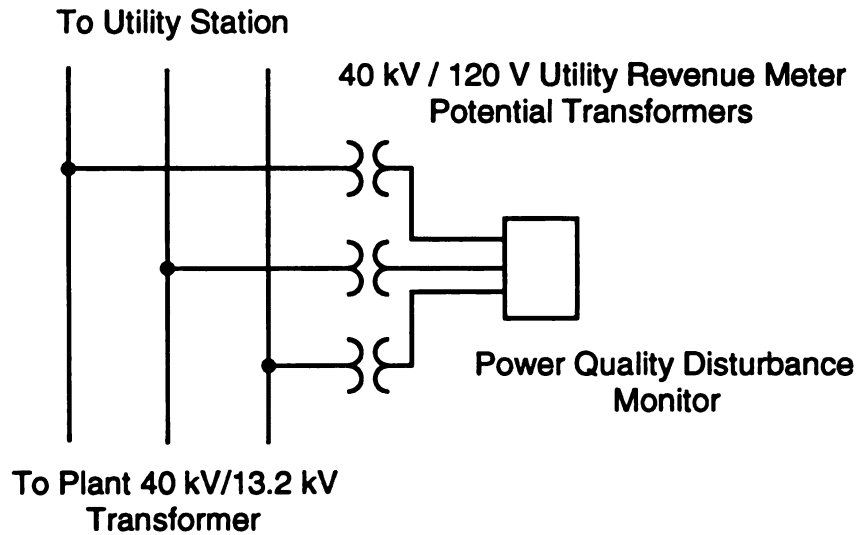 To Utility Station
40 kV / 120 V Utility Revenue Meter
Potential Transformers
Power Quality Disturbance
Monitor
To Plant 40 kV/13.2 kV
Transformer